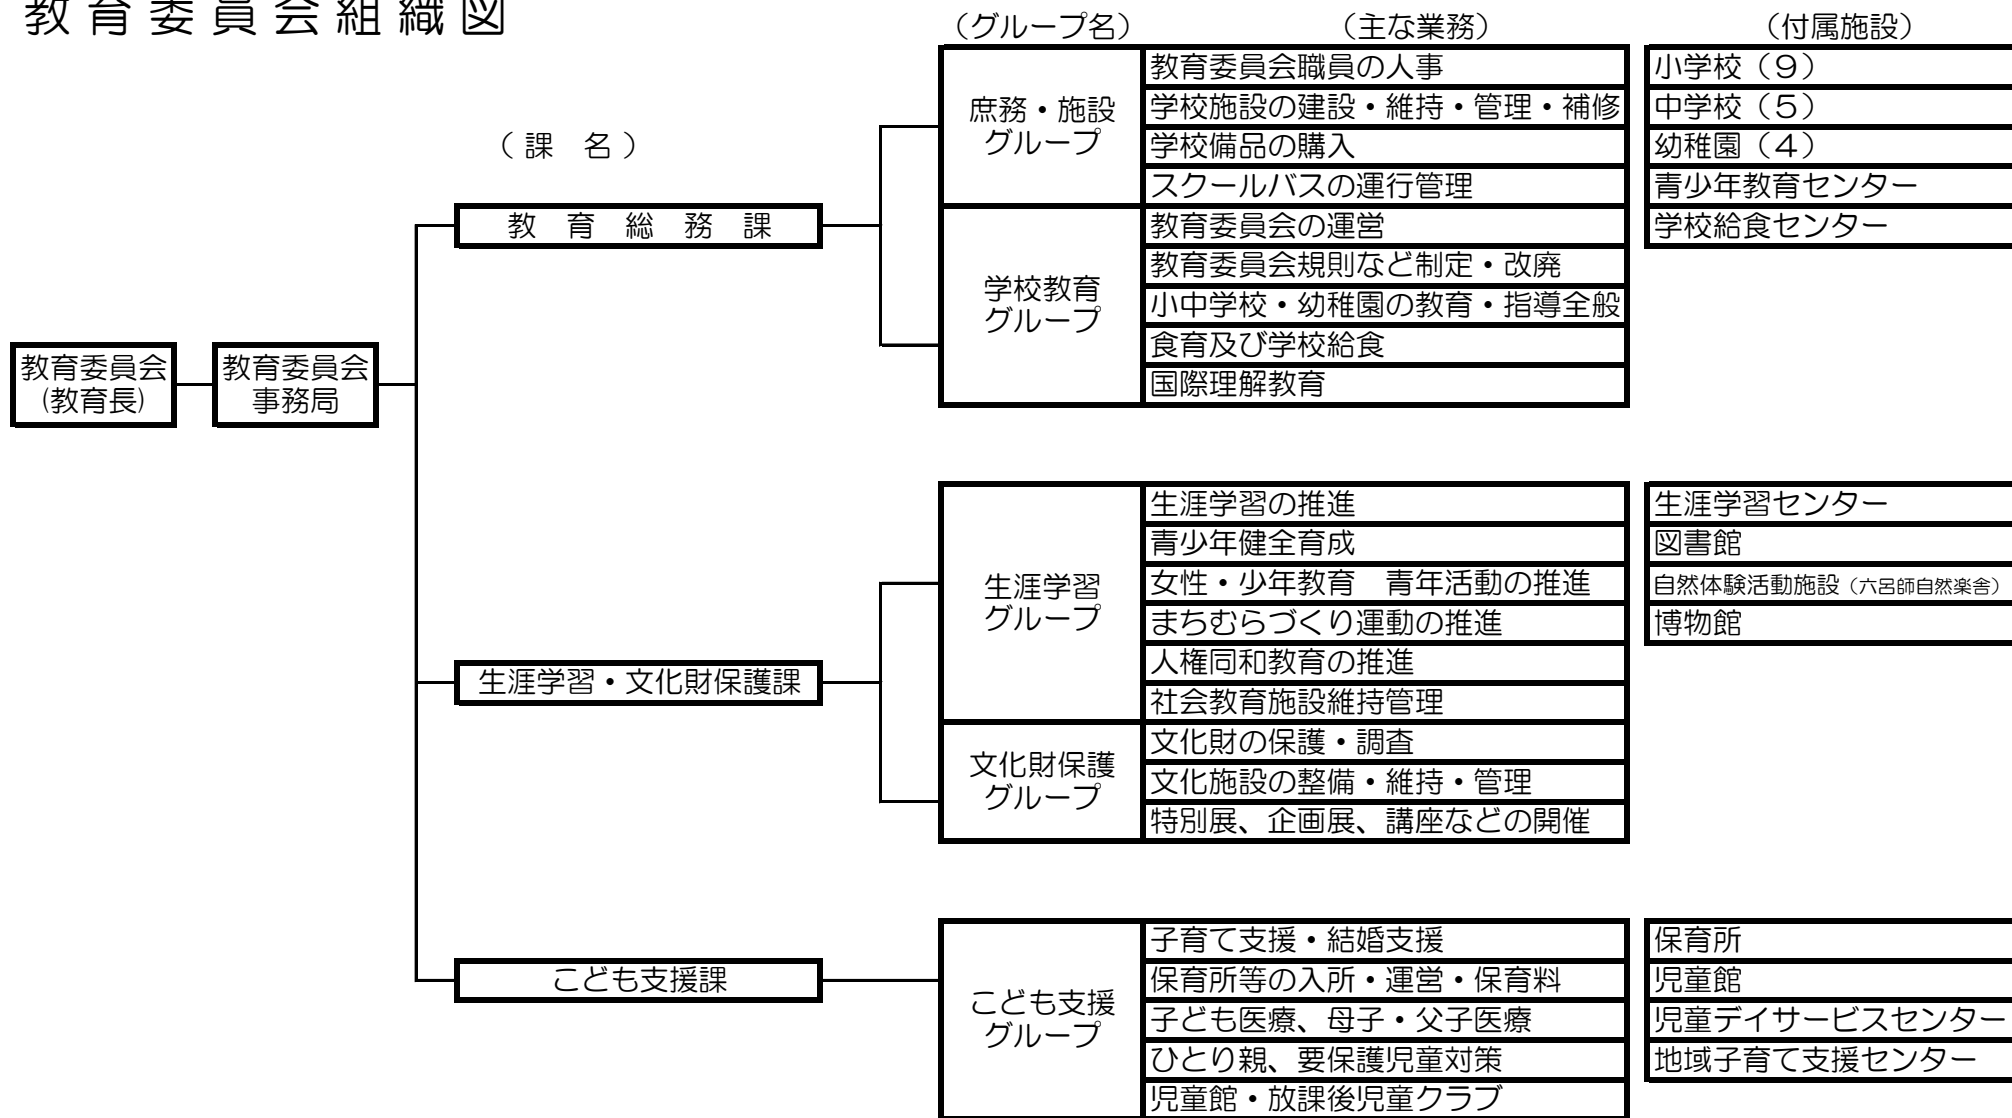 教育委員会組織図
（グループ名）
（主な業務）
（付属施設）
（課　名）
教育委員会
(教育長)
教育委員会
事務局
教　育　総　務　課
庶務・施設
グループ
教育委員会職員の人事
学校施設の建設・維持・管理・補修
学校備品の購入
スクールバスの運行管理
学校教育
グループ
教育委員会の運営
教育委員会規則など制定・改廃
小中学校・幼稚園の教育・指導全般
食育及び学校給食
国際理解教育
小学校（９）
中学校（５）
幼稚園（４）
青少年教育センター
学校給食センター
生涯学習・文化財保護課
生涯学習
グループ
生涯学習の推進
青少年健全育成
女性・少年教育　青年活動の推進
まちむらづくり運動の推進
人権同和教育の推進
社会教育施設維持管理
文化財保護
グループ
文化財の保護・調査
文化施設の整備・維持・管理
特別展、企画展、講座などの開催
生涯学習センター
図書館
自然体験活動施設（六呂師自然楽舎）
博物館
こども支援課
こども支援
グループ
子育て支援・結婚支援
保育所等の入所・運営・保育料
子ども医療、母子・父子医療
ひとり親、要保護児童対策
児童館・放課後児童クラブ
保育所
児童館
児童デイサービスセンター
地域子育て支援センター